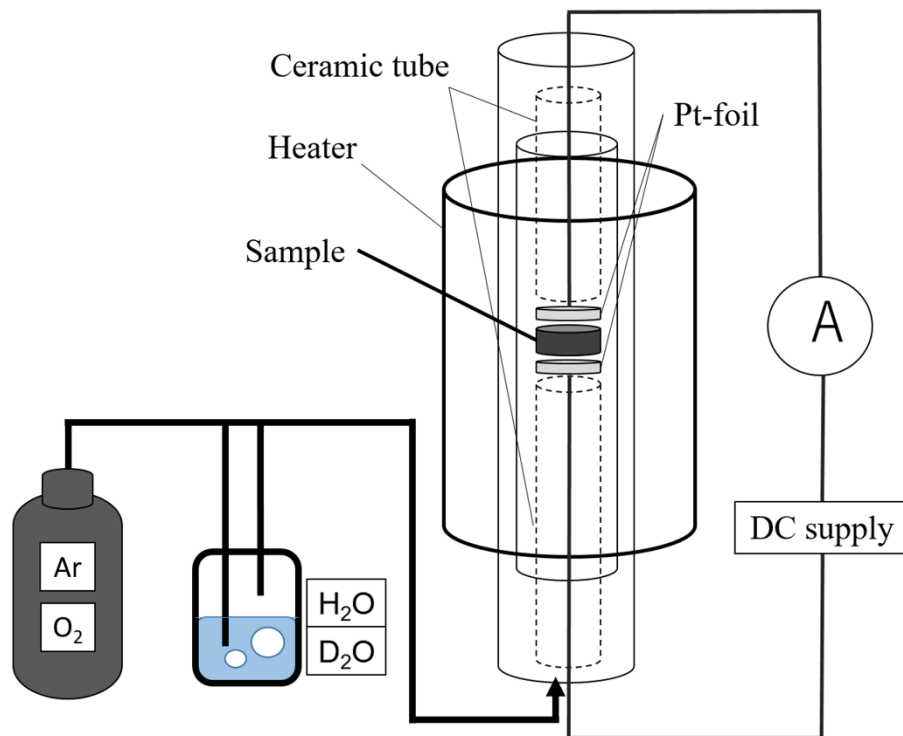 Ceramic tube
Pt-foil
Heater
Sample
A
DC supply
Ar
O₂
H₂O
D₂O